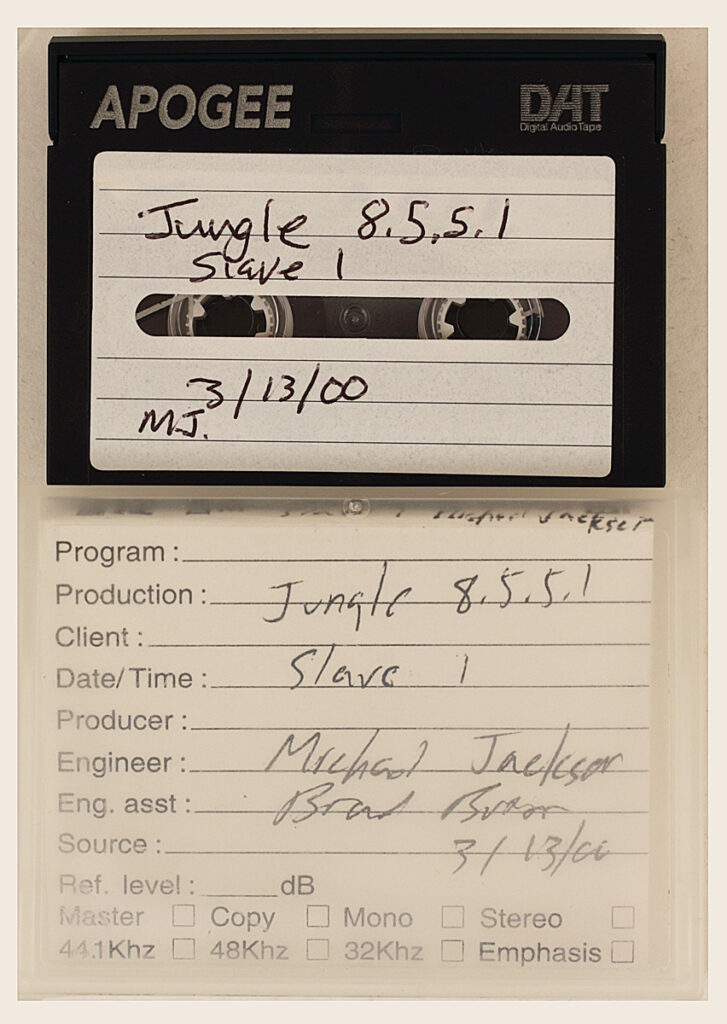 APOGEE
DAT
Digital Audio Tape
Jungle 8.5.5.1
Slave 1
3/13/00
MJ.
Michael Jackson
Program :
Production : Jungle 8.5.5.1
Client :
Date/Time : Slave 1
Producer :
Engineer : Michael Jackson
Eng. asst : Brad
Source : 3/13/00
Ref. level : dB
Master Copy Mono Stereo
44.1Khz 48Khz 32Khz Emphasis